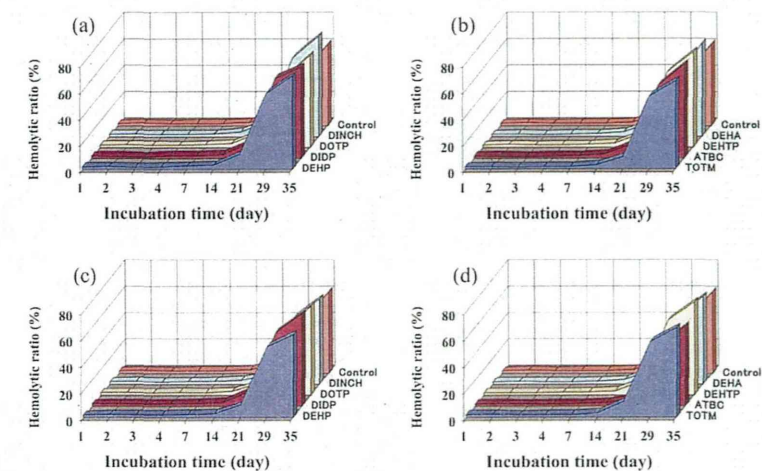 (a)
Hemolytic ratio (%)
80
60
40
20
0
1 2 3 4 7 14 21 29 35
Control
DINCH
DOTP
DIDP
DEHP
Incubation time (day)
(b)
Hemolytic ratio (%)
80
60
40
20
0
1 2 3 4 7 14 21 29 35
Control
DEHA
DEHTP
ATBC
TOTM
Incubation time (day)
(c)
Hemolytic ratio (%)
80
60
40
20
0
1 2 3 4 7 14 21 29 35
Control
DINCH
DOTP
DIDP
DEHP
Incubation time (day)
(d)
Hemolytic ratio (%)
80
60
40
20
0
1 2 3 4 7 14 21 29 35
Control
DEHA
DEHTP
ATBC
TOTM
Incubation time (day)